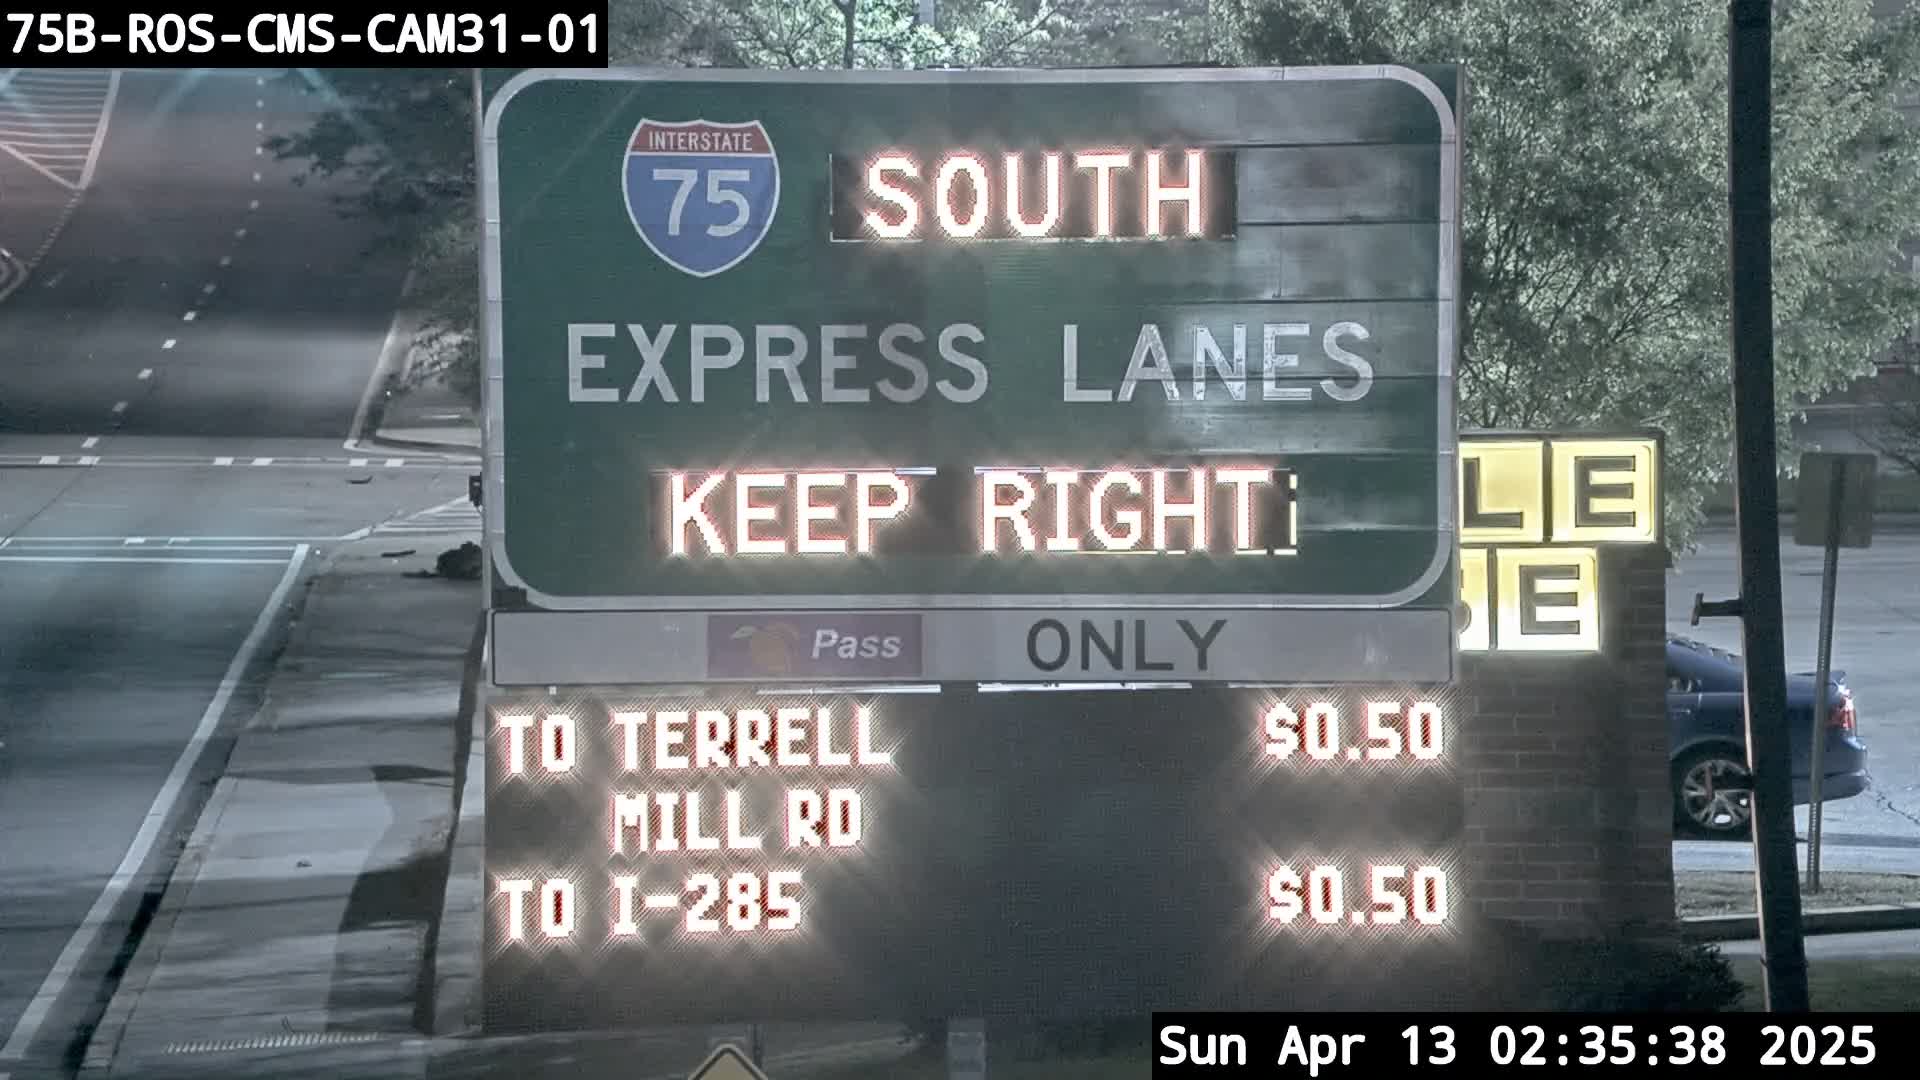 75B-ROS-CMS-CAM31-01
INTERSTATE
75
SOUTH
EXPRESS LANES
KEEP RIGHT
LE
E
Pass ONLY
TO TERRELL $0.50
MILL RD
TO I-285 $0.50
Sun Apr 13 02:35:38 2025